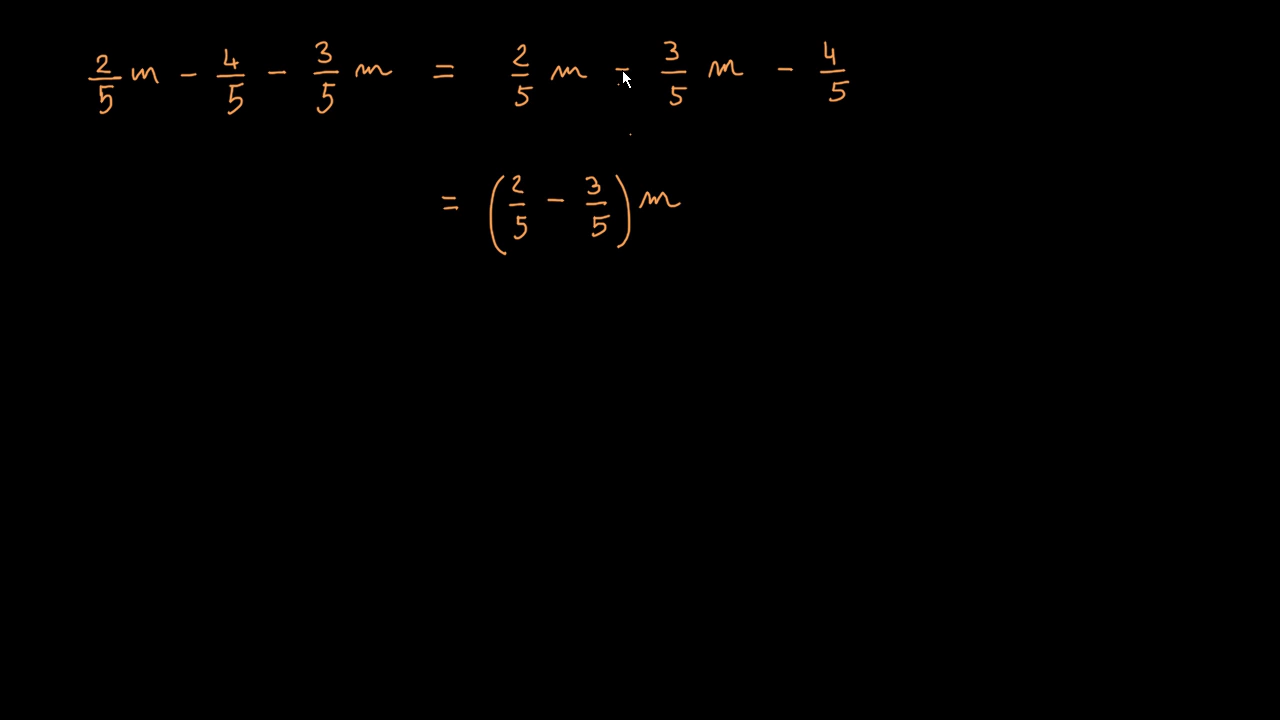 2/5 m - 4/5 - 3/5 m = 2/5 m - 3/5 m - 4/5
= (2/5 - 3/5) m